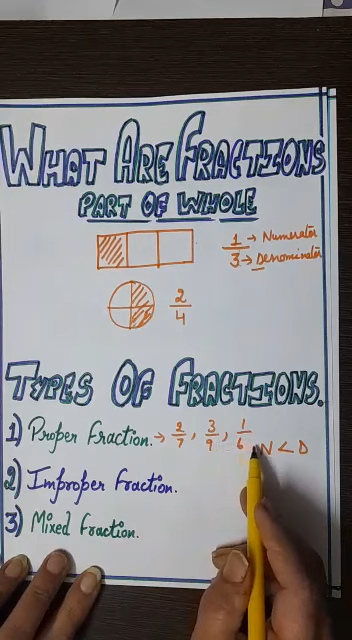 WHAT ARE FRACTIONS
PART OF WHOLE
1 → Numerator
3 → Denominator
2
4
TYPES OF FRACTIONS.
1) Proper fraction. → 2/7, 3/9, 1/6 N < D
2) Improper fraction.
3) Mixed fraction.